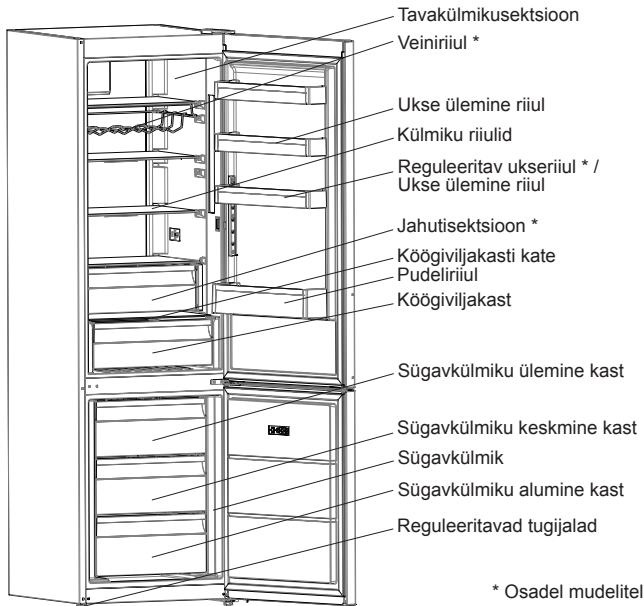 Tavakülmikusektsioon
Veiniriiul *
Ukse ülemine riiul
Külmiku riiulid
Reguleeritav ukseriiul * /
Ukse ülemine riiul
Jahutisektsioon *
Köögiviljakasti kate
Pudeliriiul
Köögiviljakast
Sügavkülmiku ülemine kast
Sügavkülmiku keskmine kast
Sügavkülmik
Sügavkülmiku alumine kast
Reguleeritavad tugijalad
* Osadel mudelitel